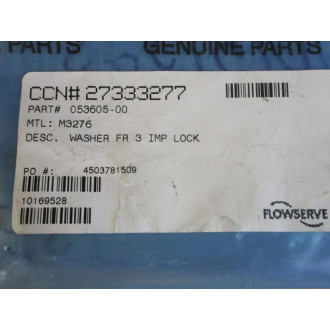 PARTS
GENUINE PARTS
CCN# 27333277
PART# 053605-00
MTL: M3276
DESC. WASHER FR 3 IMP LOCK
PO #: 4503781509
10169528
FLOWSERVE